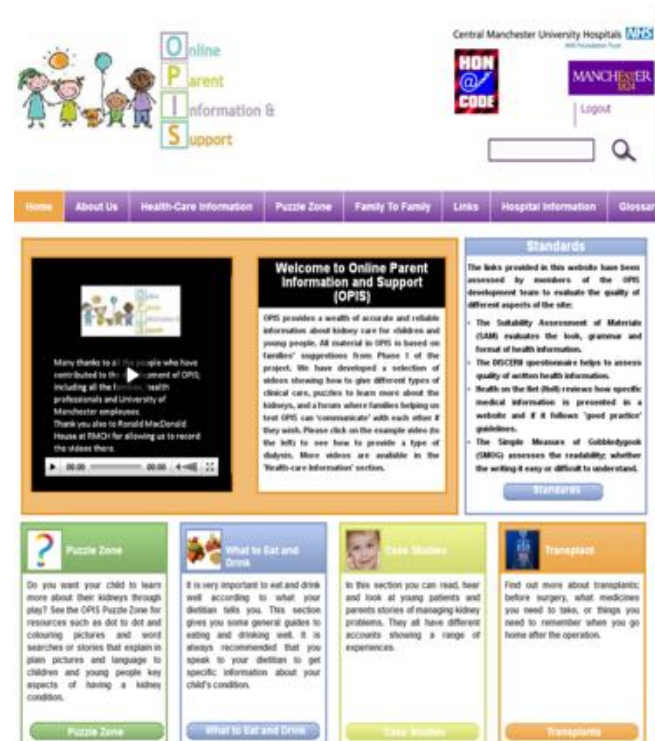 Online
Parent
Information &
Support
Central Manchester University Hospitals NHS
NHS Foundation Trust
HON
@
CODE
MANCHESTER
1824
Logout
Home About Us Health-Care Information Puzzle Zone Family To Family Links Hospital Information Glossar
Many thanks to all the people who have
contributed to the development of OPIS;
including all the families, health
professionals and University of
Manchester employees.
Thank you also to Ronald MacDonald
House at RMCH for allowing us to record
the videos there.
00:00 00:00
Welcome to Online Parent
Information and Support
(OPIS)
OPIS provides a wealth of accurate and reliable
information about kidney care for children and
young people. All material in OPIS is based on
families' suggestions from Phase 1 of the
project. We have developed a selection of
videos showing how to give different types of
clinical care, puzzles to learn more about the
kidneys, and a forum where families helping us
test OPIS can 'communicate' with each other if
they wish. Please click on the example video (to
the left) to see how to provide a type of
dialysis. More videos are available in the
'Health-care Information' section.
Standards
The links provided in this website have been
assessed by members of the OPIS
development team to evaluate the quality of
different aspects of the site:
The Suitability Assessment of Materials
(SAM) evaluates the look, grammar and
format of health information.
The DISCERN questionnaire helps to assess
quality of written health information.
Health on the Net (HoN) reviews how specific
medical information is presented in a
website and if it follows 'good practice'
guidelines.
The Simple Measure of Gobbledygook
(SMOG) assesses the readability; whether
the writing it easy or difficult to understand.
Standards
Puzzle Zone
Do you want your child to learn
more about their kidneys through
play? See the OPIS Puzzle Zone for
resources such as dot to dot and
colouring pictures and word
searches or stories that explain in
plain pictures and language to
children and young people key
aspects of having a kidney
condition.
Puzzle Zone
What to Eat and
Drink
It is very important to eat and drink
well according to what your
dietitian tells you. This section
gives you some general guides to
eating and drinking well. It is
always recommended that you
speak to your dietitian to get
specific information about your
child's condition.
What to Eat and Drink
Case Studies
In this section you can read, hear
and look at young patients and
parents stories of managing kidney
problems. They all have different
accounts showing a range of
experiences.
Case Studies
Transplant
Find out more about transplants;
before surgery, what medicines
you need to take, or things you
need to remember when you go
home after the operation.
Transplants